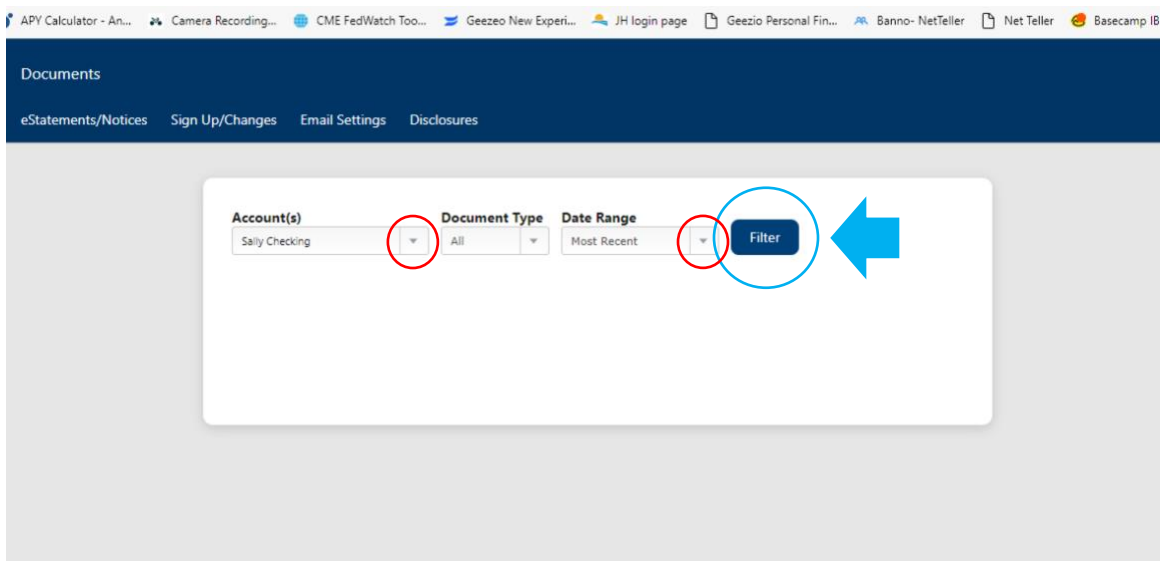 APY Calculator - An... Camera Recording... CME FedWatch Too... Geezeo New Experi... JH login page Geezio Personal Fin... Banno- NetTeller Net Teller Basecamp IB
Documents
eStatements/Notices Sign Up/Changes Email Settings Disclosures
Account(s) Document Type Date Range
Sally Checking All Most Recent Filter